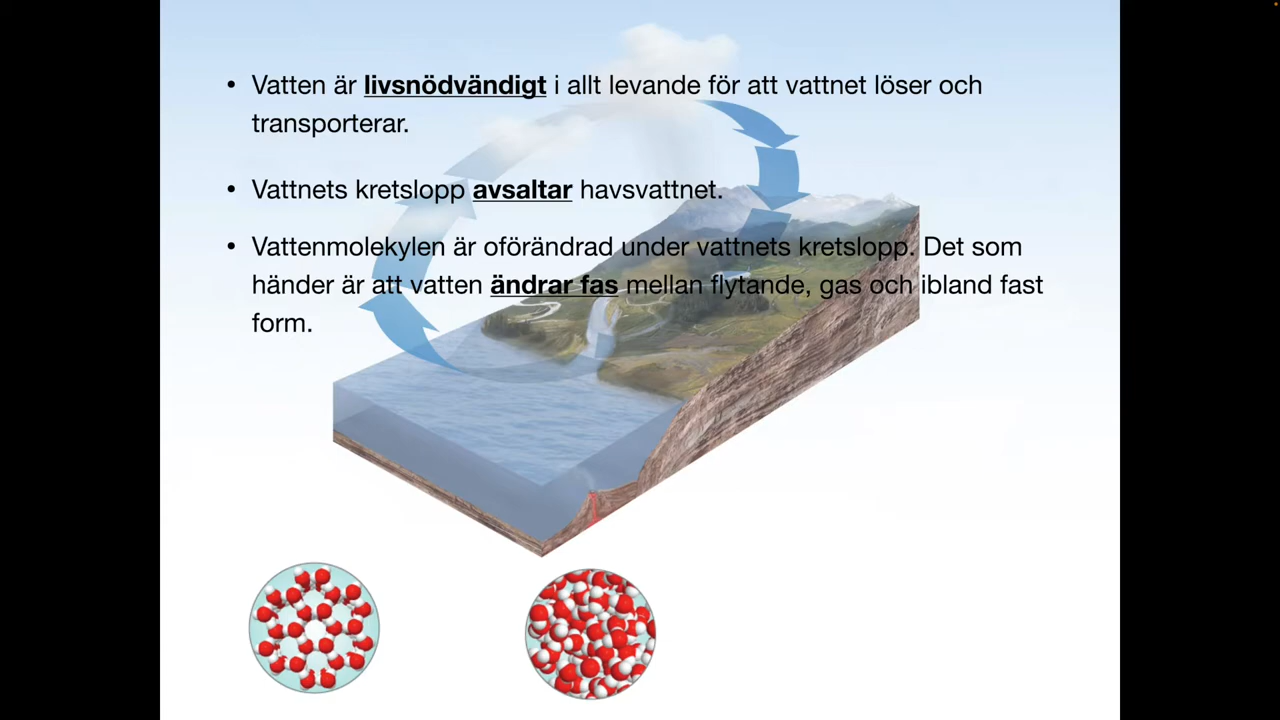 • Vatten är livsnödvändigt i allt levande för att vattnet löser och
transporterar.
• Vattnets kretslopp avsaltar havsvattnet.
• Vattenmolekylen är oförändrad under vattnets kretslopp. Det som
händer är att vatten ändrar fas mellan flytande, gas och ibland fast
form.